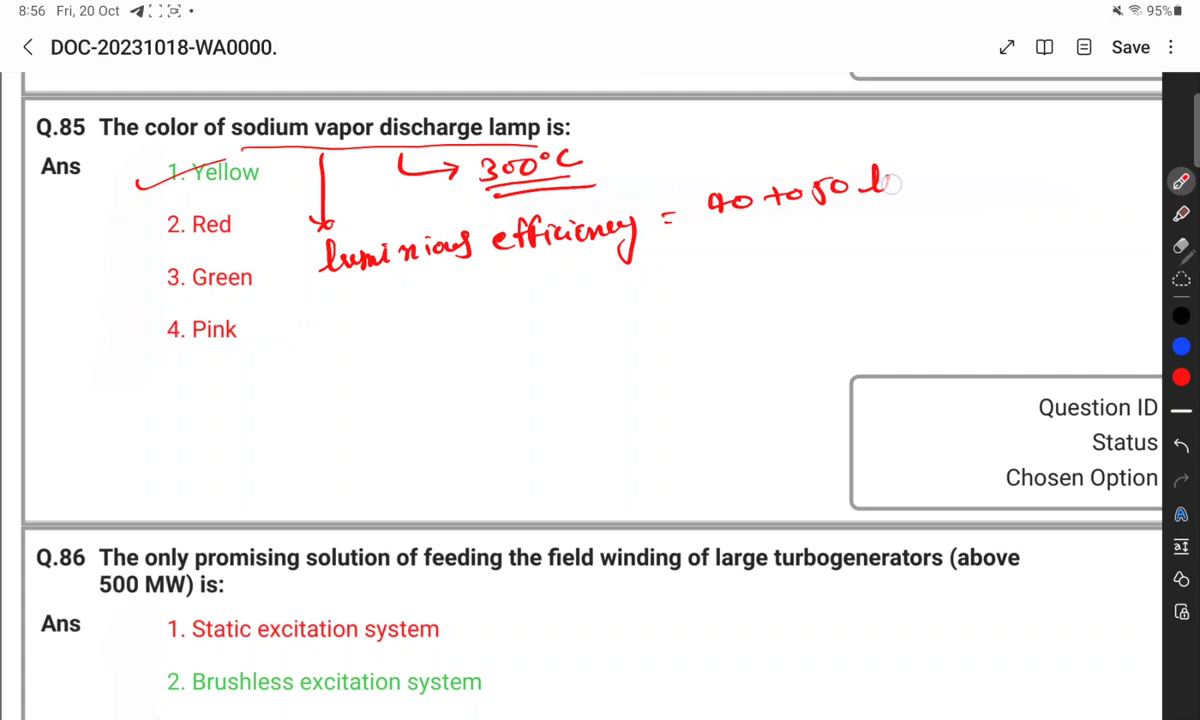 8:56 Fri, 20 Oct
95%
DOC-20231018-WA0000.
Save
Q.85 The color of sodium vapor discharge lamp is:
Ans 1. Yellow
300°C
2. Red
luminious efficiency = 40 to 50 l
3. Green
4. Pink
Question ID
Status
Chosen Option
Q.86 The only promising solution of feeding the field winding of large turbogenerators (above
500 MW) is:
Ans 1. Static excitation system
2. Brushless excitation system